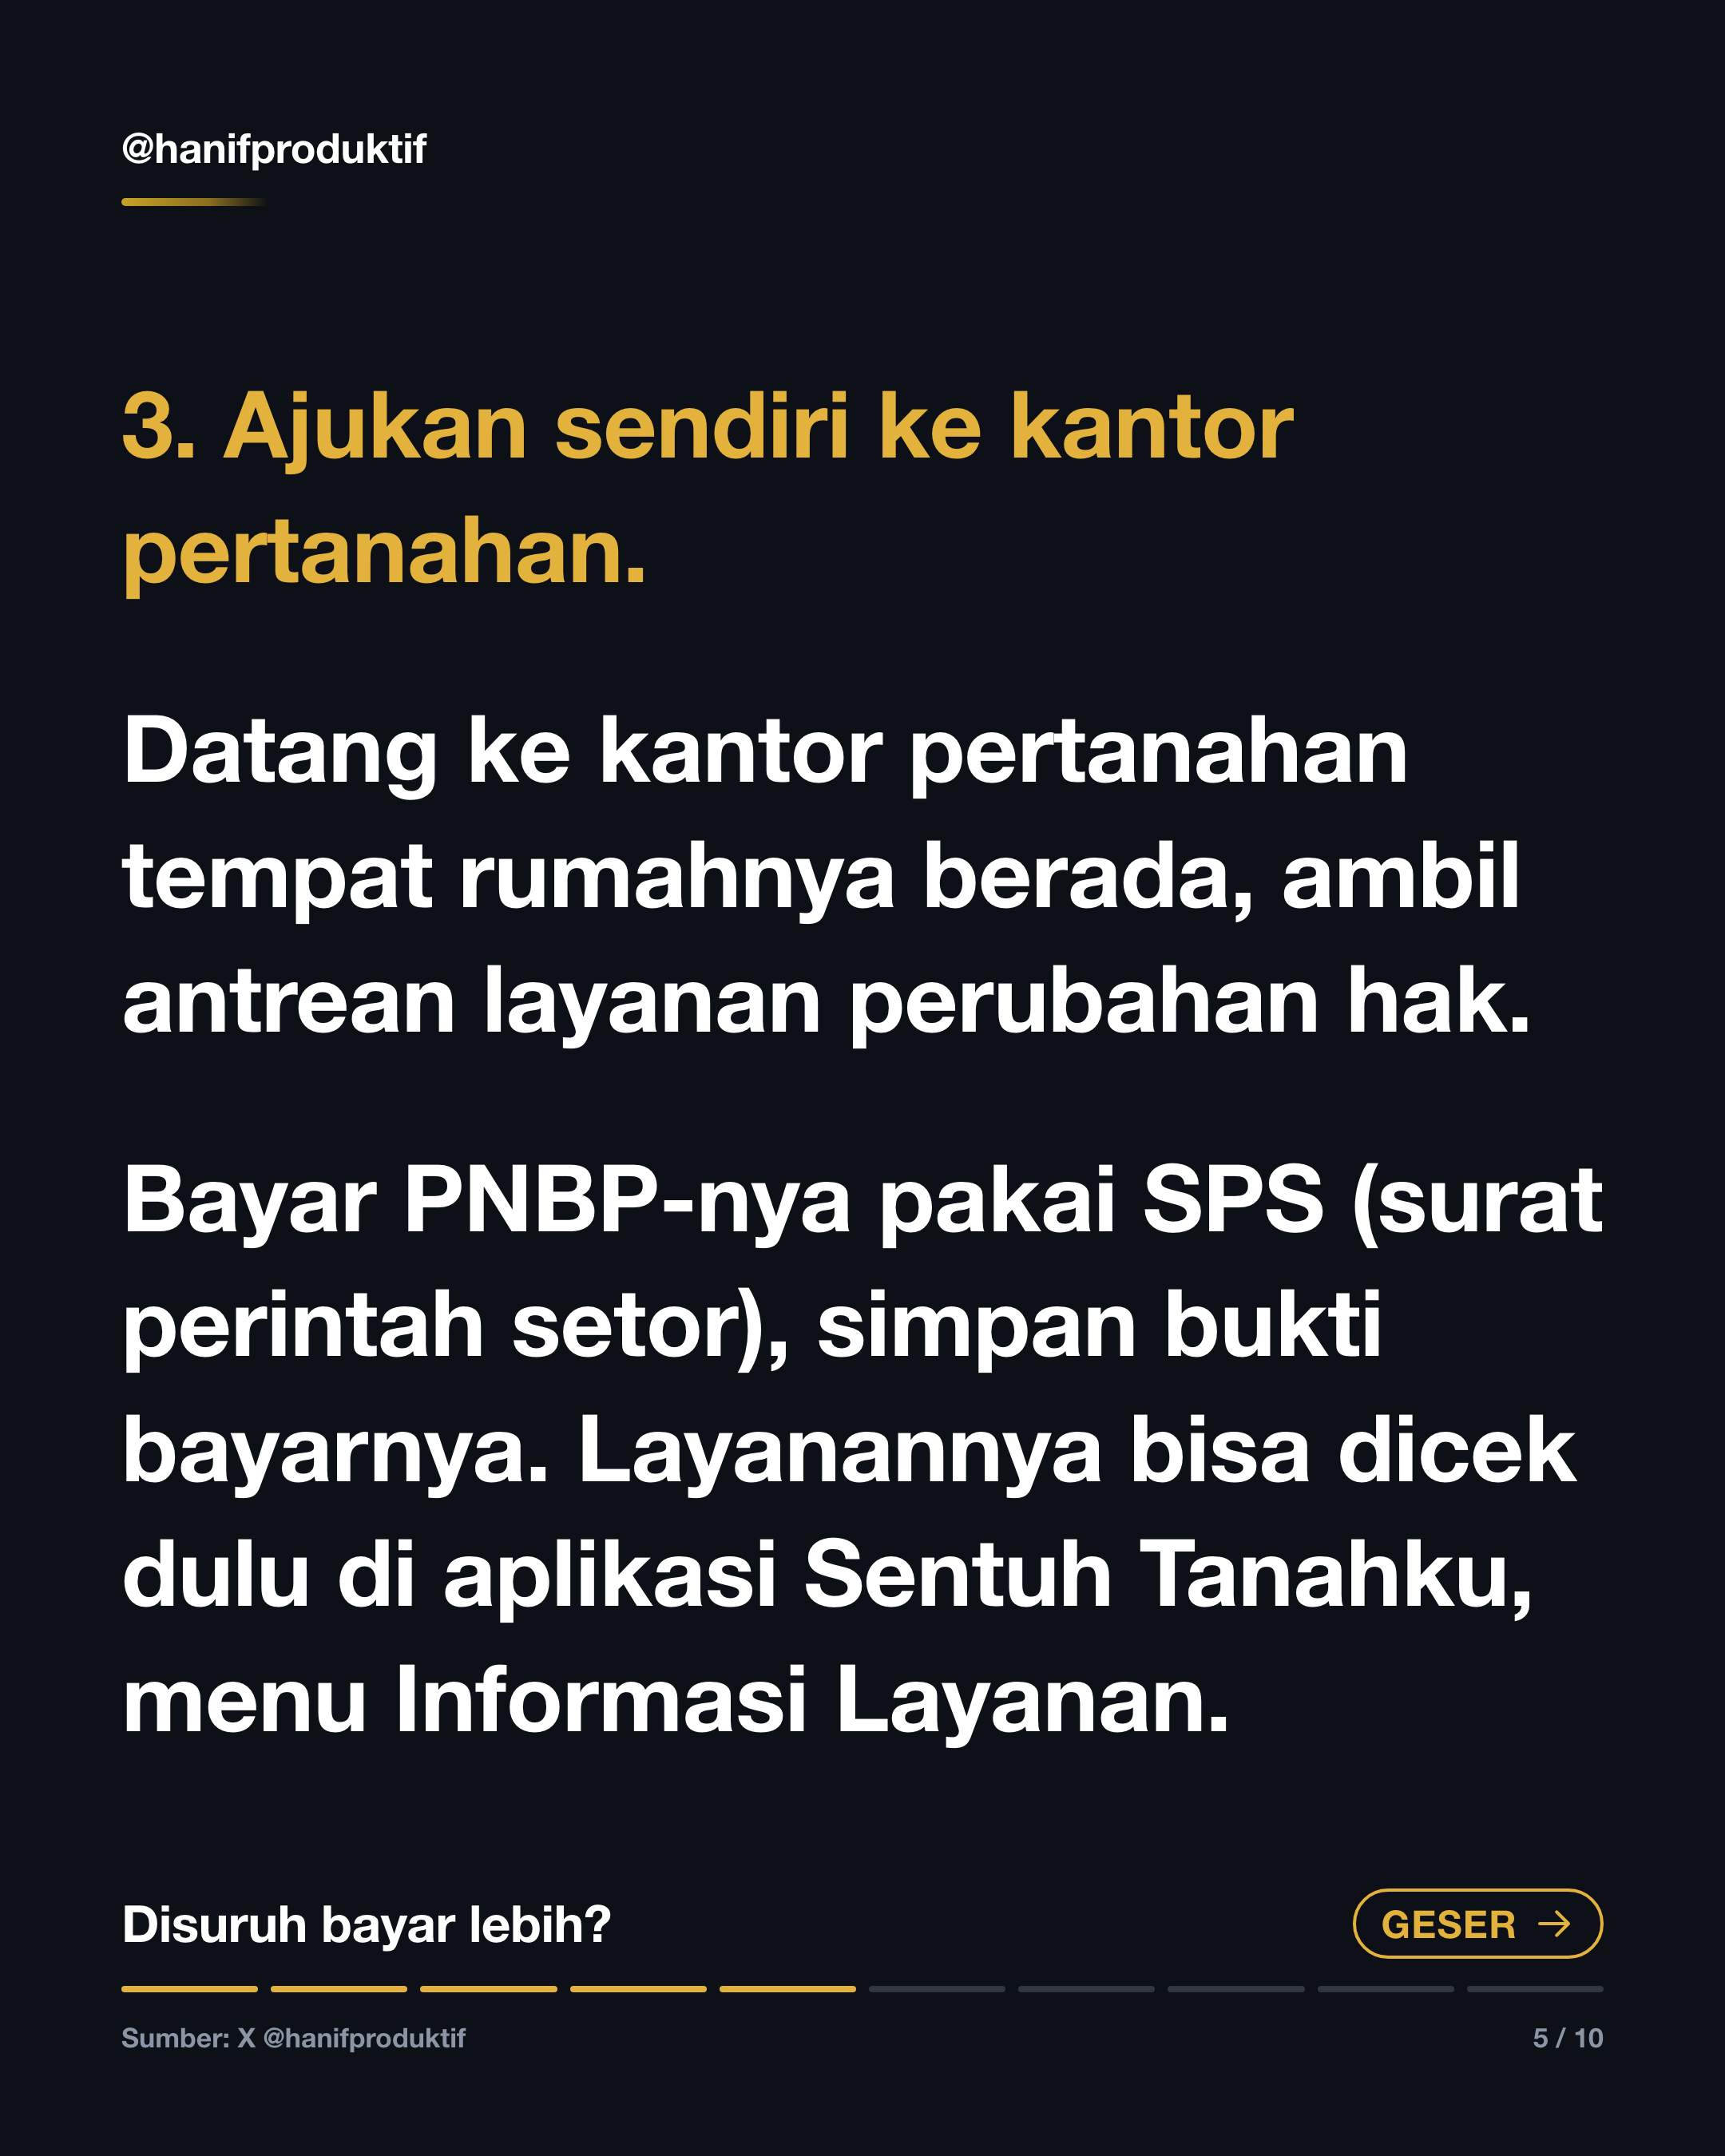 @hanifproduktif
3. Ajukan sendiri ke kantor
pertanahan.
Datang ke kantor pertanahan
tempat rumahnya berada, ambil
antrean layanan perubahan hak.
Bayar PNBP-nya pakai SPS (surat
perintah setor), simpan bukti
bayarnya. Layanannya bisa dicek
dulu di aplikasi Sentuh Tanahku,
menu Informasi Layanan.
Disuruh bayar lebih?
GESER →
Sumber: X @hanifproduktif
5 / 10